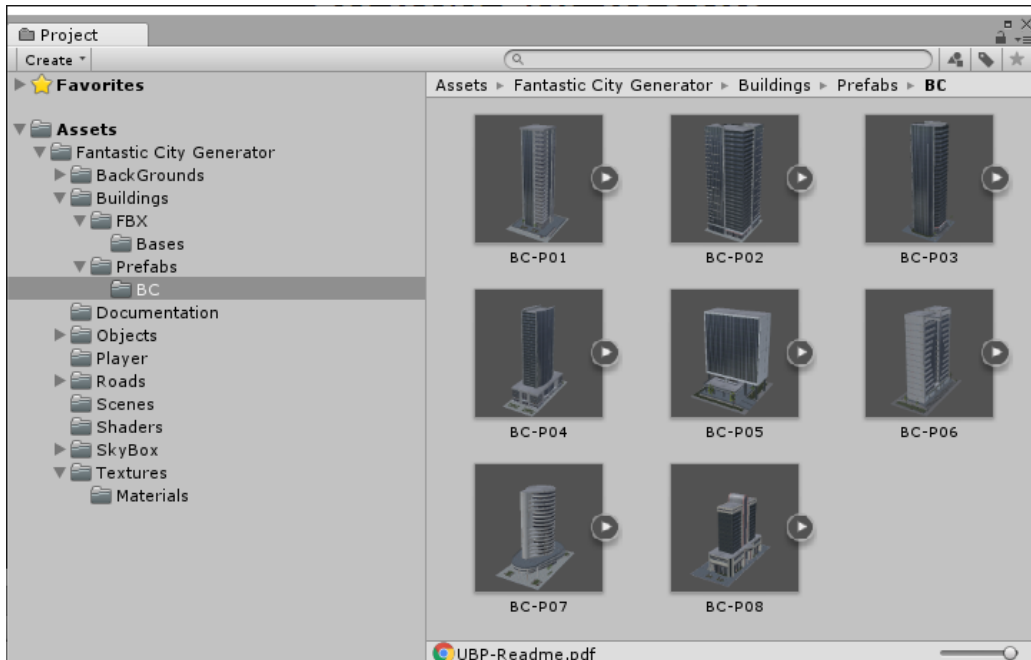 Project
Create
Favorites
Assets
Fantastic City Generator
BackGrounds
Buildings
FBX
Bases
Prefabs
BC
Documentation
Objects
Player
Roads
Scenes
Shaders
SkyBox
Textures
Materials
Assets Fantastic City Generator Buildings Prefabs BC
BC-P01 BC-P02 BC-P03
BC-P04 BC-P05 BC-P06
BC-P07 BC-P08
UBP-Readme.pdf